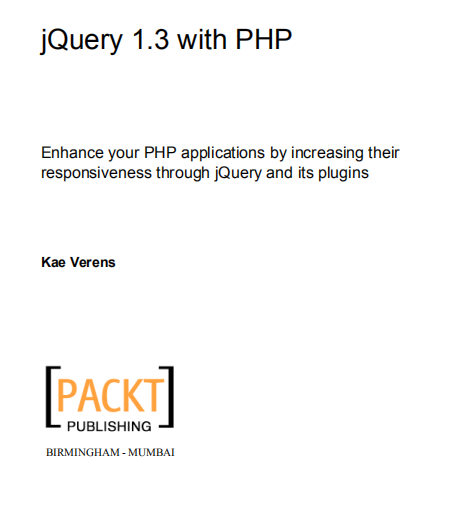 jQuery 1.3 with PHP
Enhance your PHP applications by increasing their
responsiveness through jQuery and its plugins
Kae Verens
[PACKT]
PUBLISHING
BIRMINGHAM - MUMBAI